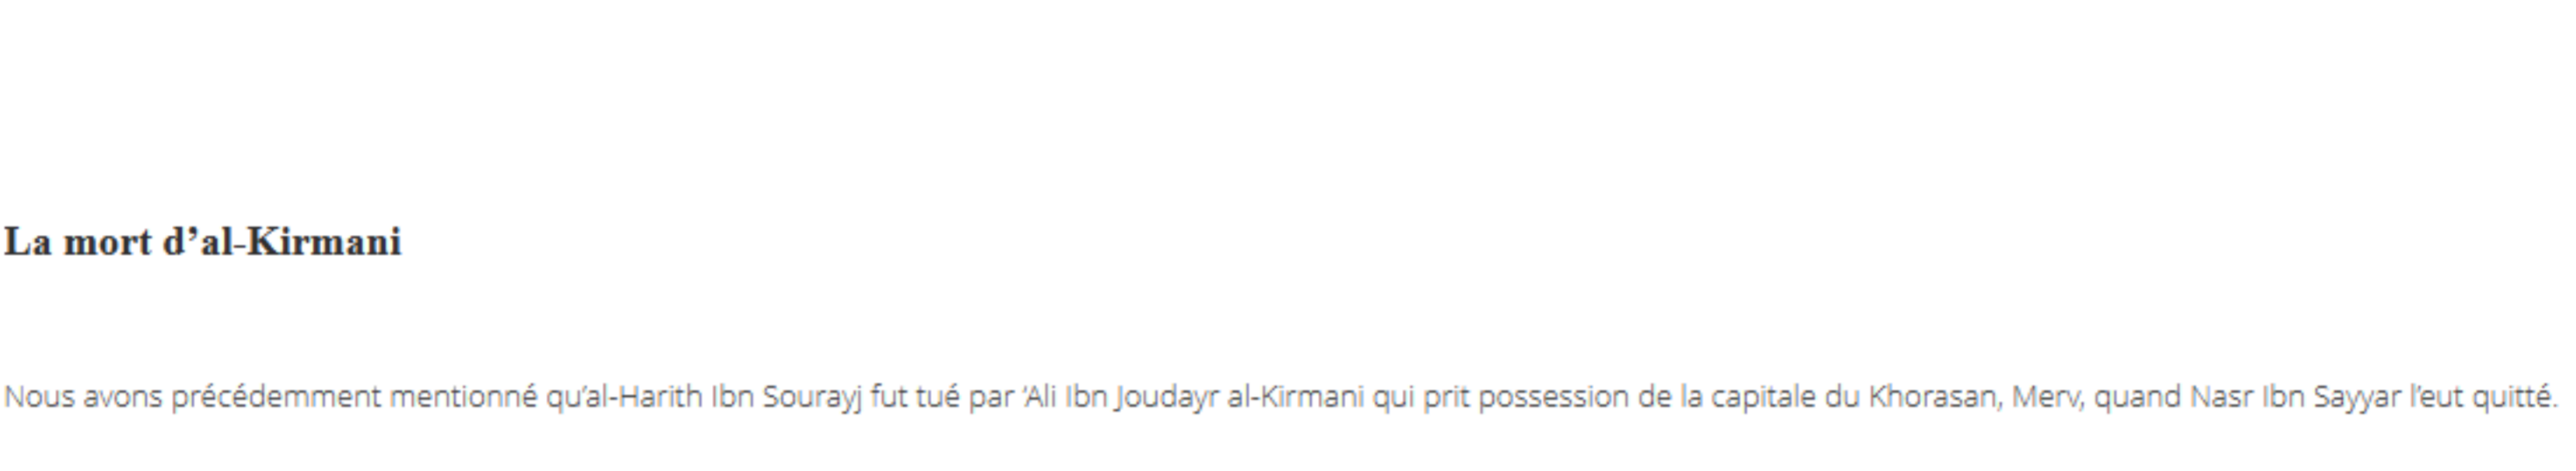 La mort d’al-Kirmani
Nous avons précédemment mentionné qu’al-Harith Ibn Sourayj fut tué par ‘Ali Ibn Joudayr al-Kirmani qui prit possession de la capitale du Khorasan, Merv, quand Nasr Ibn Sayyar l’eut quitté.